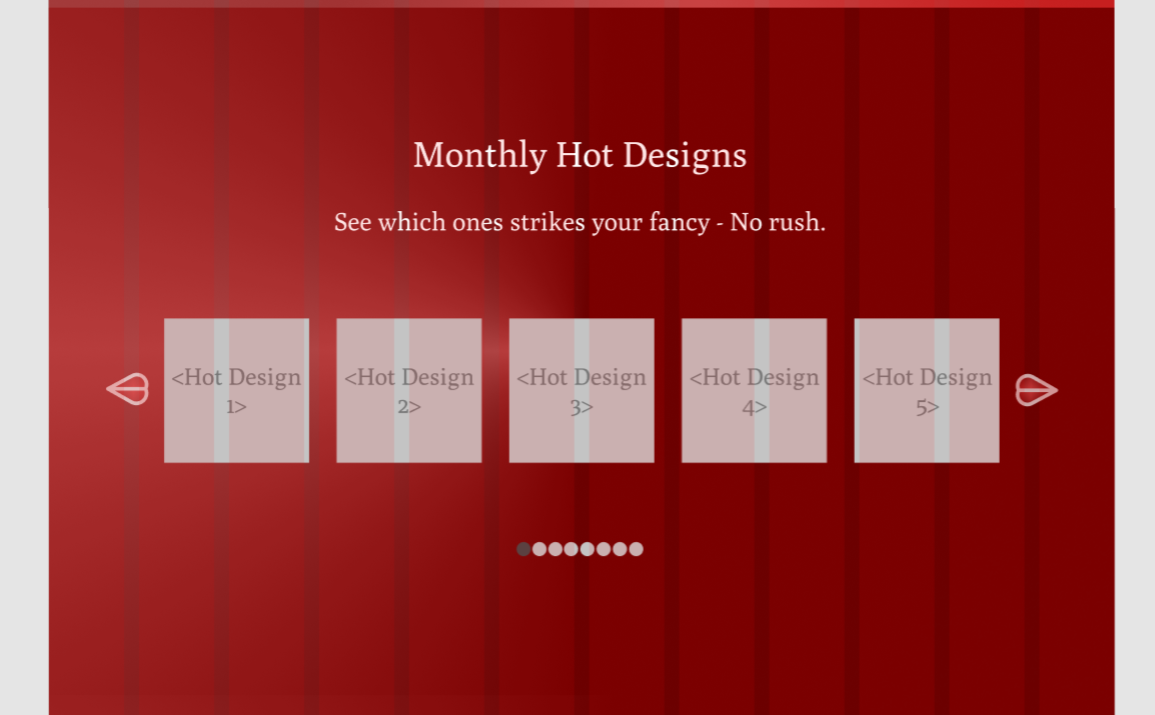 Monthly Hot Designs
See which ones strikes your fancy - No rush.
<Hot Design
1>
<Hot Design
2>
<Hot Design
3>
<Hot Design
4>
<Hot Design
5>